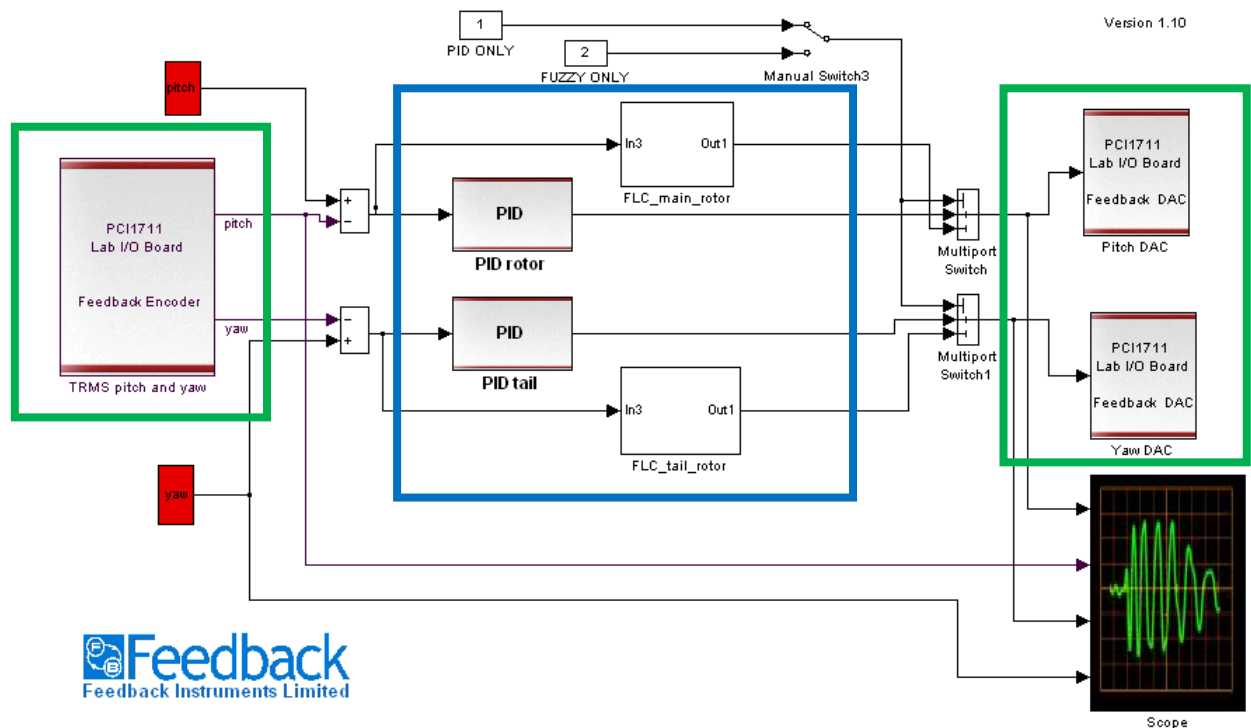 1
PID ONLY
2
FUZZY ONLY
Manual Switch3
Version 1.10
pitch
PCI1711
Lab I/O Board
Feedback Encoder
TRMS pitch and yaw
pitch
yaw
+
−
−
+
In3
Out1
FLC_main_rotor
PID
PID rotor
PID
PID tail
In3
Out1
FLC_tail_rotor
Multiport
Switch
Multiport
Switch1
PCI1711
Lab I/O Board
Feedback DAC
Pitch DAC
PCI1711
Lab I/O Board
Feedback DAC
Yaw DAC
yaw
Scope
Feedback
Feedback Instruments Limited